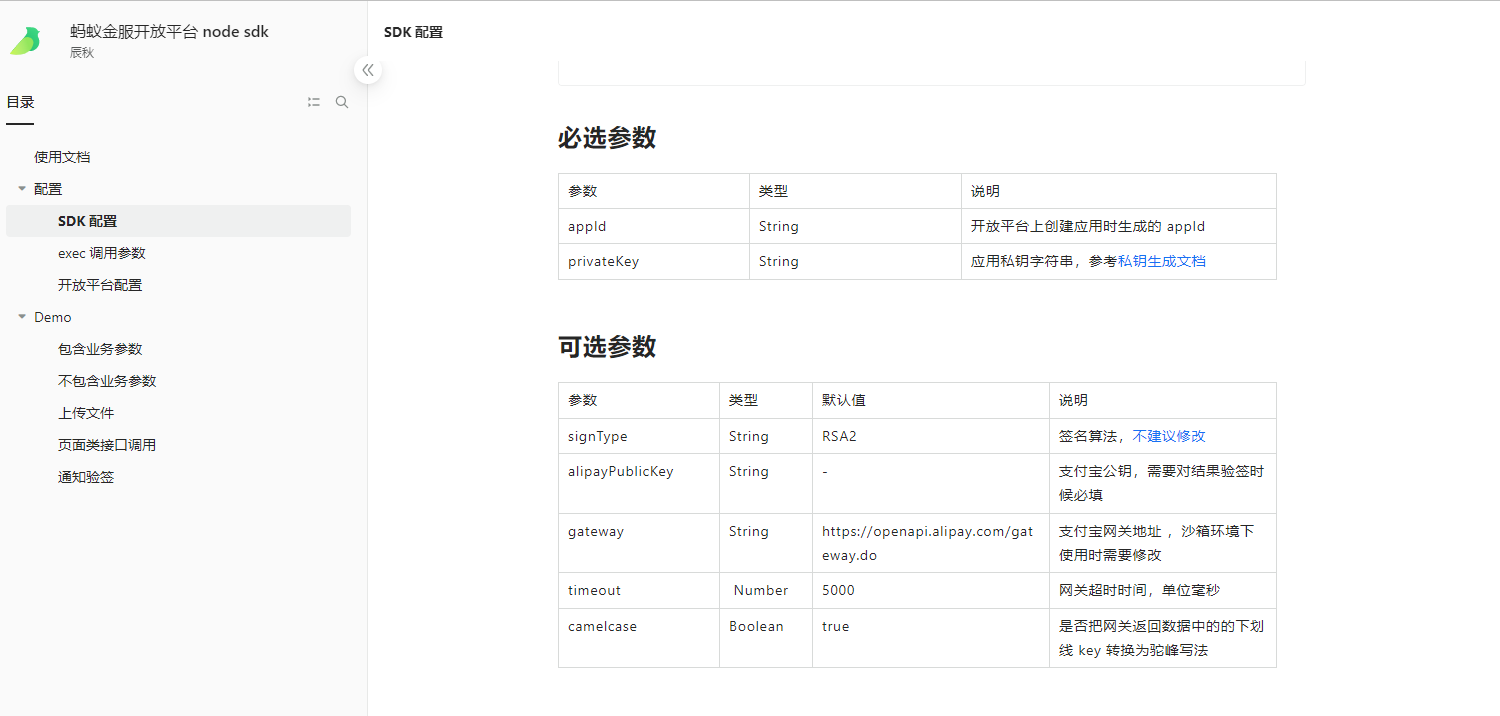 蚂蚁金服开放平台 node sdk
辰秋
目录
使用文档
配置
SDK 配置
exec 调用参数
开放平台配置
Demo
包含业务参数
不包含业务参数
上传文件
页面类接口调用
通知验签
SDK 配置
必选参数
参数 类型 说明
appId String 开放平台上创建应用时生成的 appId
privateKey String 应用私钥字符串，参考私钥生成文档
可选参数
参数 类型 默认值 说明
signType String RSA2 签名算法，不建议修改
alipayPublicKey String - 支付宝公钥，需要对结果验签时
候必填
gateway String https://openapi.alipay.com/gat 支付宝网关地址 ，沙箱环境下
eway.do 使用时需要修改
timeout Number 5000 网关超时时间，单位毫秒
camelcase Boolean true 是否把网关返回数据中的的下划
线 key 转换为驼峰写法